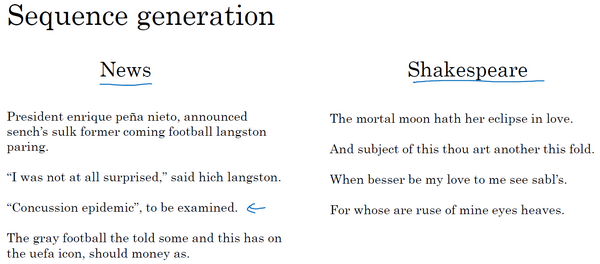 Sequence generation
News
President enrique peña nieto, announced
sench's sulk former coming football langston
paring.
"I was not at all surprised," said hich langston.
"Concussion epidemic", to be examined.
The gray football the told some and this has on
the uefa icon, should money as.
Shakespeare
The mortal moon hath her eclipse in love.
And subject of this thou art another this fold.
When besser be my love to me see sabl's.
For whose are ruse of mine eyes heaves.